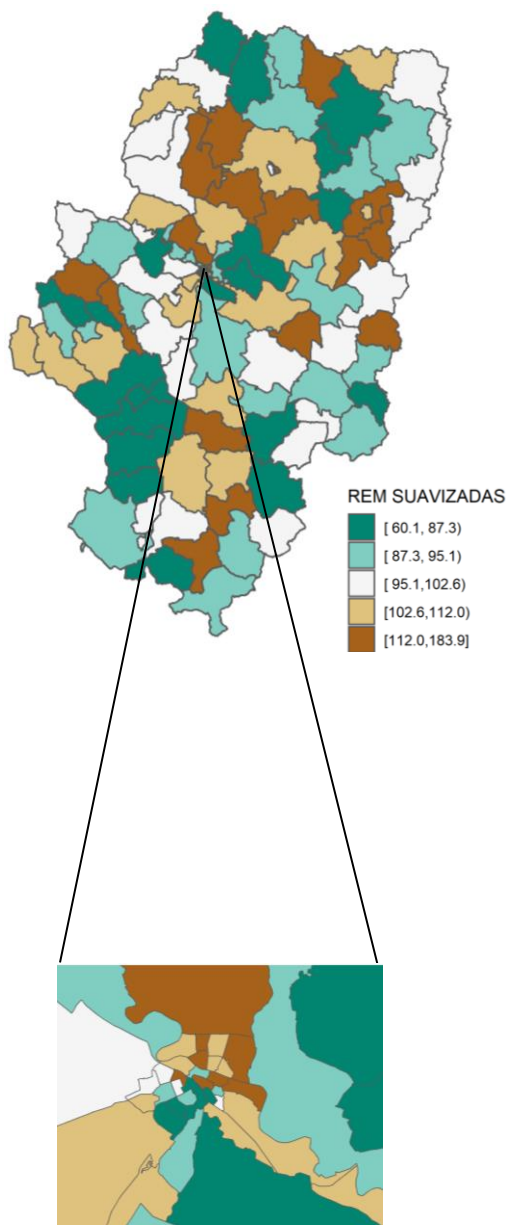 REM SUAVIZADAS
[ 60.1, 87.3)
[ 87.3, 95.1)
[ 95.1,102.6)
[102.6,112.0)
[112.0,183.9]